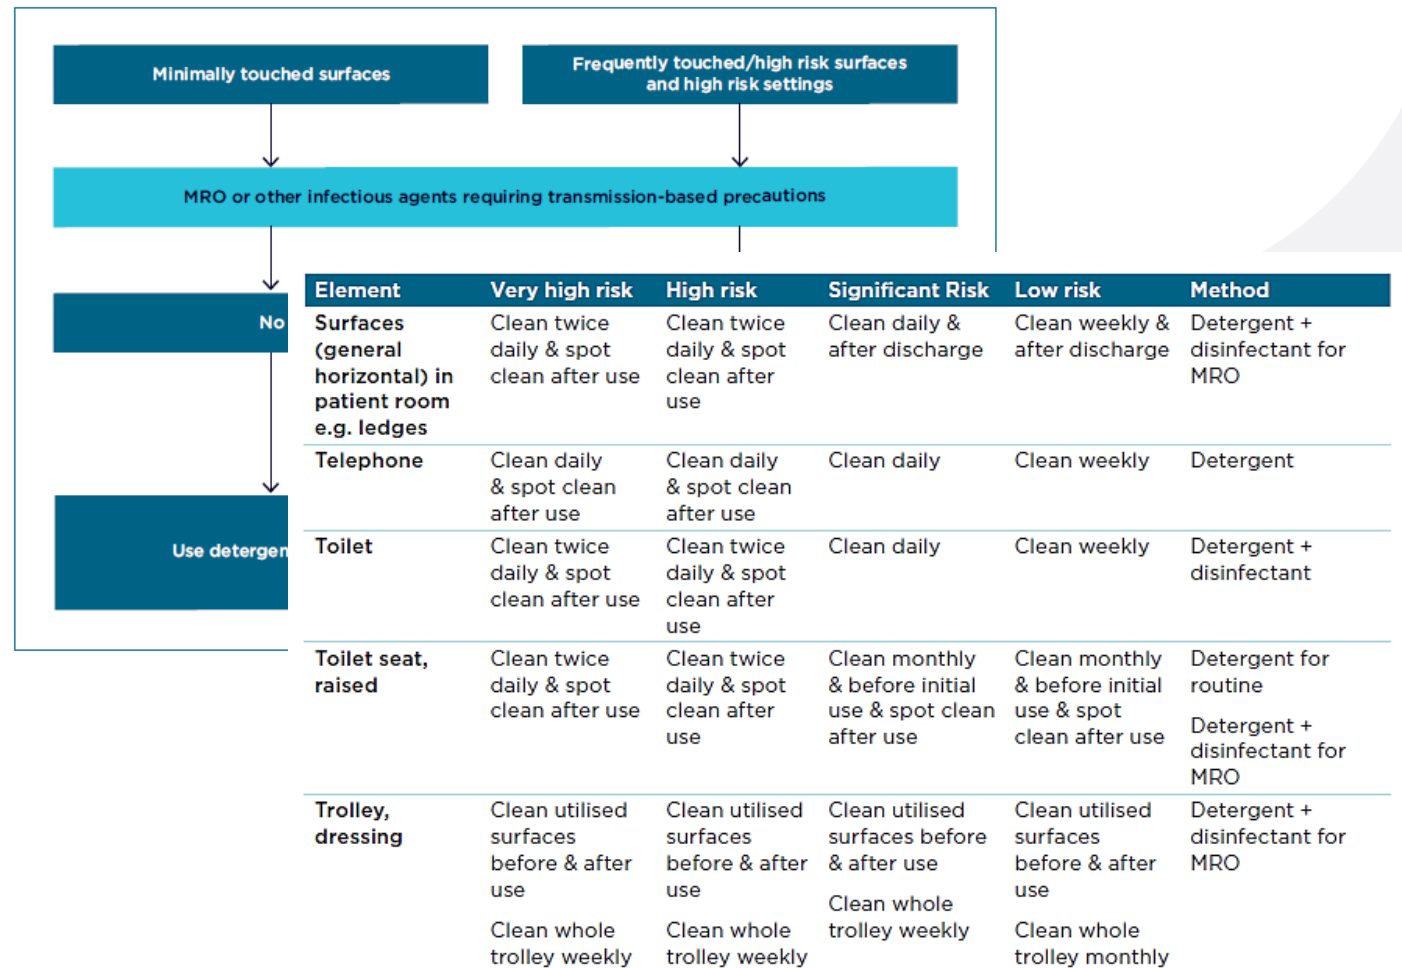 Minimally touched surfaces
Frequently touched/high risk surfaces
and high risk settings
MRO or other infectious agents requiring transmission-based precautions
No
Use detergen
Element Very high risk High risk Significant Risk Low risk Method
Surfaces Clean twice Clean twice Clean daily & Clean weekly & Detergent +
(general daily & spot daily & spot after discharge after discharge disinfectant for
horizontal) in clean after use clean after MRO
patient room use
e.g. ledges
Telephone Clean daily Clean daily Clean daily Clean weekly Detergent
& spot clean & spot clean
after use after use
Toilet Clean twice Clean twice Clean daily Clean weekly Detergent +
daily & spot daily & spot disinfectant
clean after use clean after
use
Toilet seat, Clean twice Clean twice Clean monthly Clean monthly Detergent for
raised daily & spot daily & spot & before initial & before initial routine
clean after use clean after use & spot clean use & spot Detergent +
use after use clean after use disinfectant for
MRO
Trolley, Clean utilised Clean utilised Clean utilised Clean utilised Detergent +
dressing surfaces surfaces surfaces before surfaces disinfectant for
before & after before & after & after use before & after MRO
use use Clean whole use
Clean whole Clean whole trolley weekly Clean whole
trolley weekly trolley weekly trolley monthly